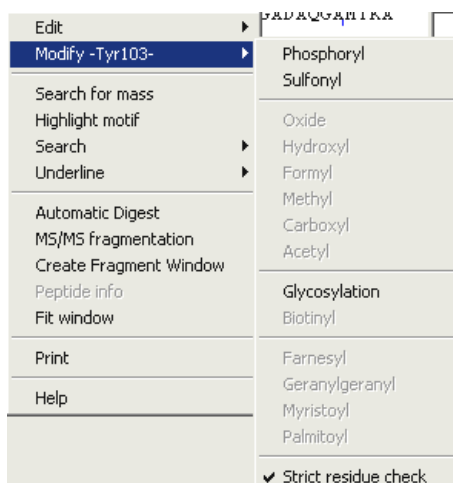 GADAQGAMTKA
Edit
Modify -Tyr103-
Search for mass
Highlight motif
Search
Underline
Automatic Digest
MS/MS fragmentation
Create Fragment Window
Peptide info
Fit window
Print
Help
Phosphoryl
Sulfonyl
Oxide
Hydroxyl
Formyl
Methyl
Carboxyl
Acetyl
Glycosylation
Biotinyl
Farnesyl
Geranylgeranyl
Myristoyl
Palmitoyl
✓ Strict residue check